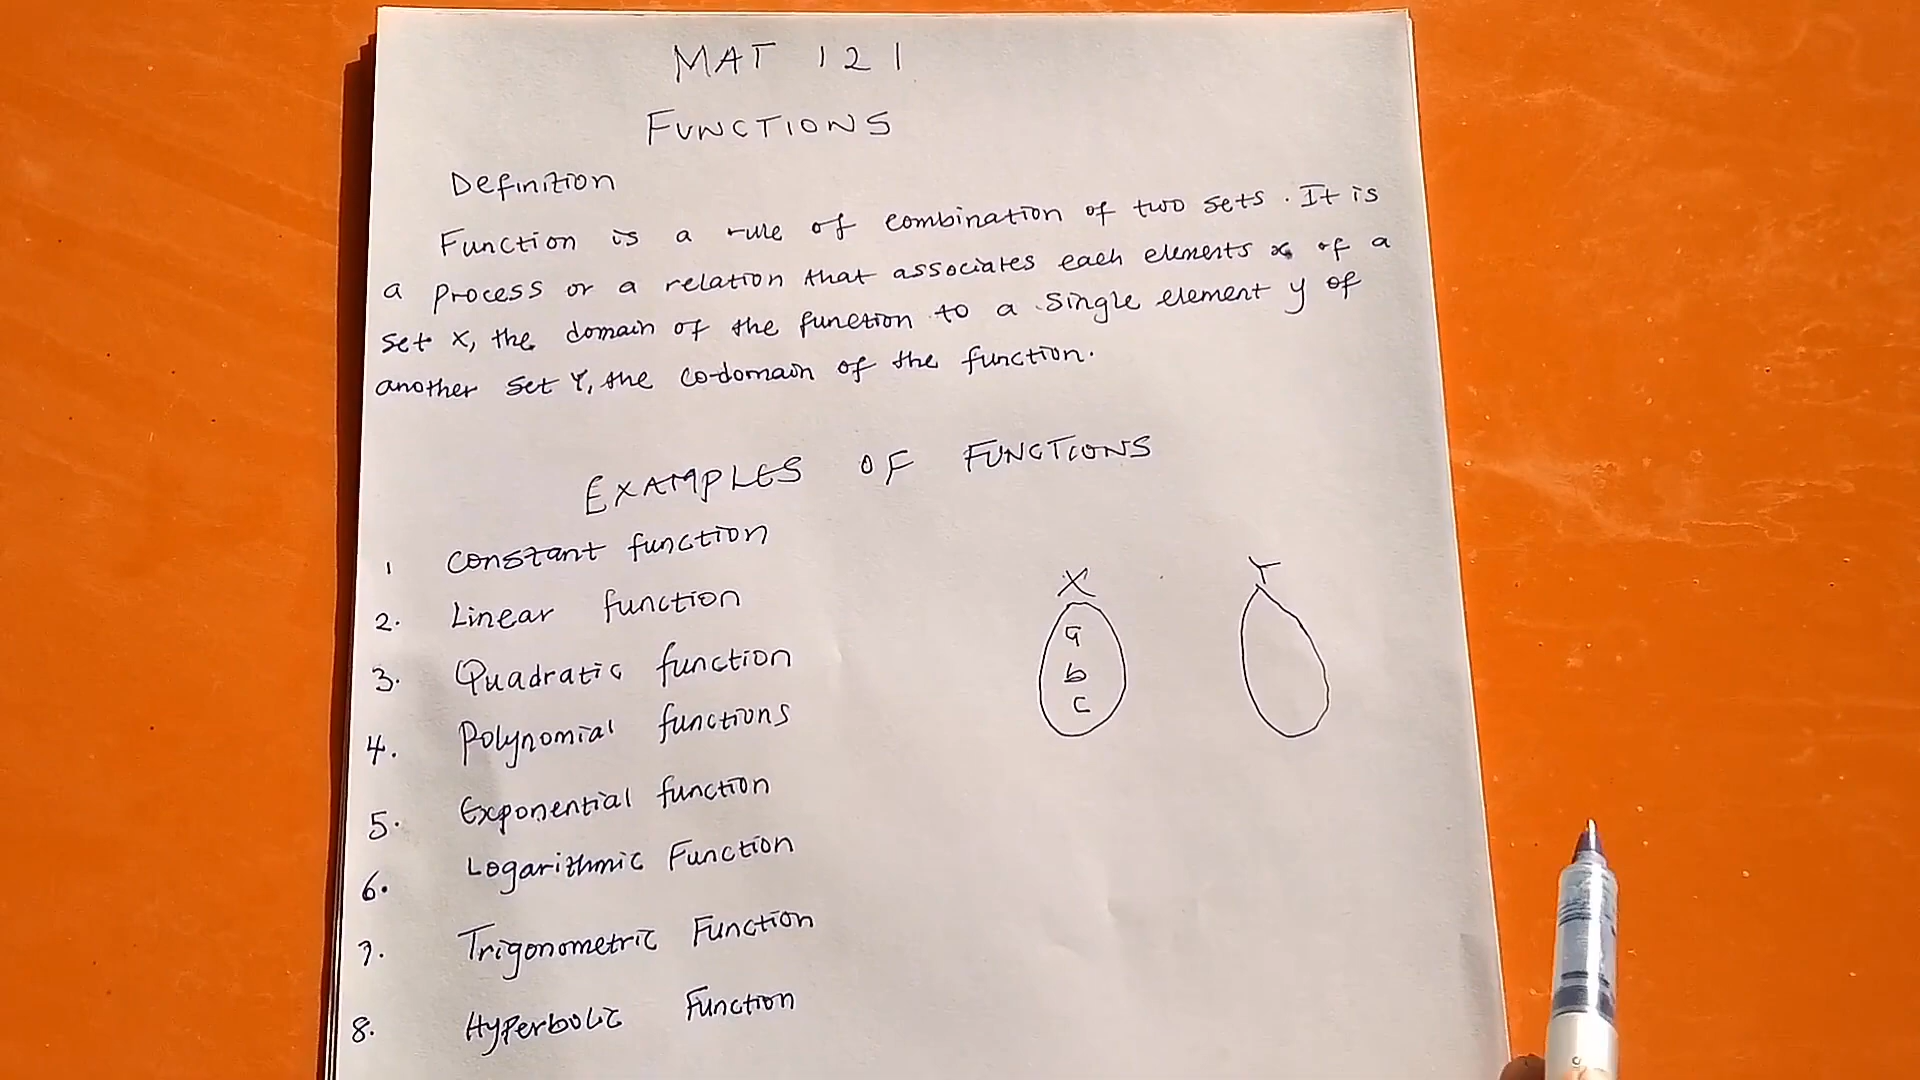 MAT 121
FUNCTIONS
Definition
Function is a rule of combination of two sets. It is
a process or a relation that associates each elements x of a
set X, the domain of the function to a single element y of
another set Y, the co-domain of the function.
EXAMPLES OF FUNCTIONS
1 Constant function
2. Linear function
3. Quadratic function
4. Polynomial functions
5. Exponential function
6. Logarithmic Function
7. Trigonometric Function
8. Hyperbolic Function
X Y
a
b
c